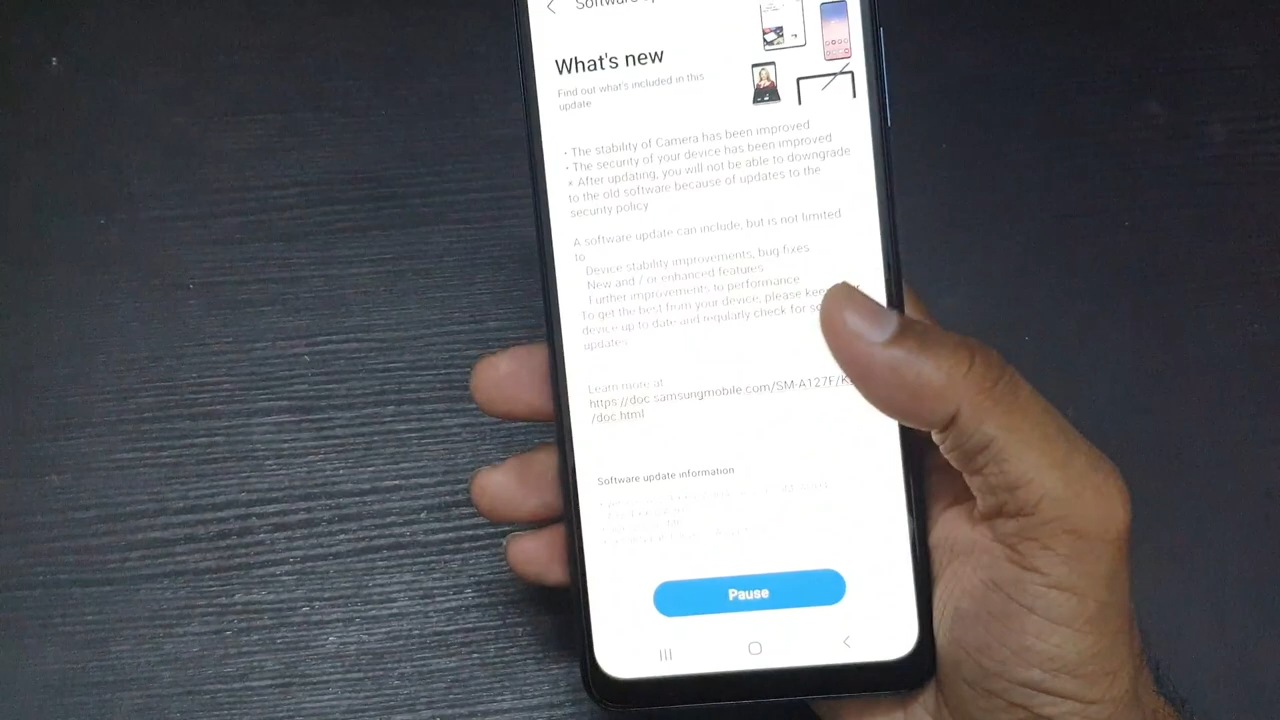 Software
What's new
Find out what's included in this
update
• The stability of Camera has been improved
• The security of your device has been improved
× After updating, you will not be able to downgrade
to the old software because of updates to the
security policy
A software update can include, but is not limited
to
Device stability improvements, bug fixes
New and / or enhanced features
Further improvements to performance
To get the best from your device, please keep
device up to date and regularly check for
updates
Learn more at
https://doc.samsungmobile.com/SM-A127F/
/doc.html
Software update information
Pause